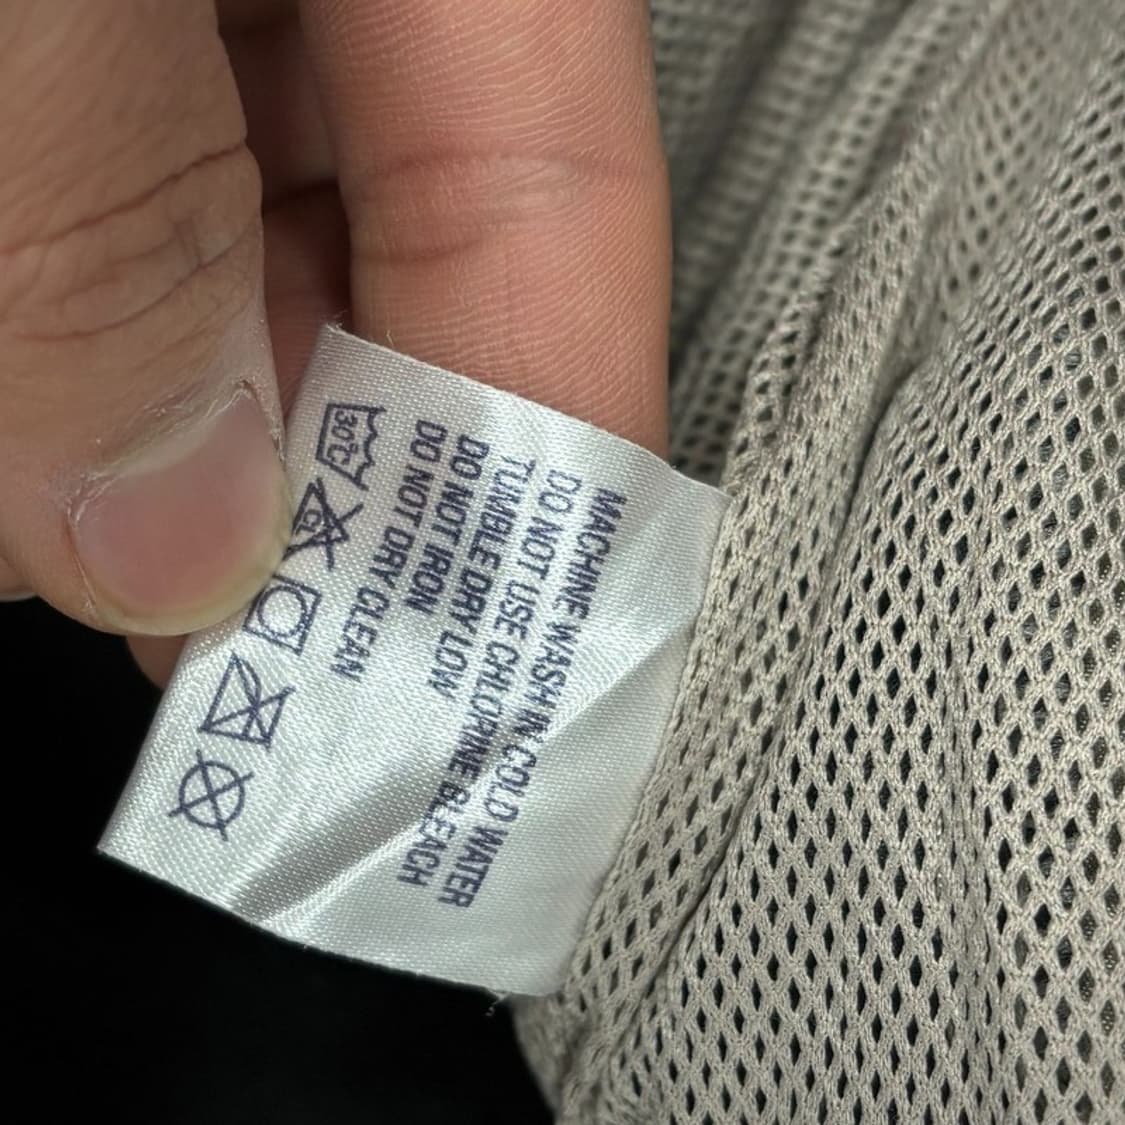 MACHINE WASH IN COLD WATER
DO NOT USE CHLORINE BLEACH
TUMBLE DRY LOW
DO NOT IRON
DO NOT DRY CLEAN
30℃
CL